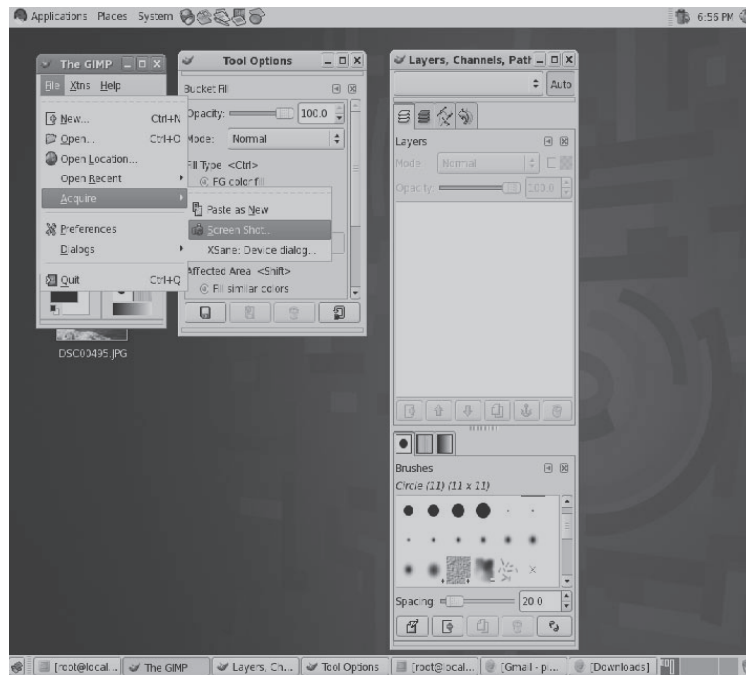 Applications Places System
6:56 PM
The GIMP
File Xtns Help
New... Ctrl+N
Open... Ctrl+O
Open Location...
Open Recent
Acquire
Preferences
Dialogs
Quit Ctrl+Q
Paste as New
Screen Shot...
XSane: Device dialog...
DSC00495.JPG
Tool Options
Bucket Fill
Opacity: 100.0
Mode: Normal
Fill Type <Ctrl>
FG color fill
Affected Area <Shift>
Fill similar colors
Layers, Channels, Path
Auto
Layers
Mode: Normal
Opacity: 100.0
Brushes
Circle (11) (11 x 11)
Spacing: 20.0
[root@local... The GIMP Layers, Ch... Tool Options [root@local... [Gmail - pi... [Downloads]